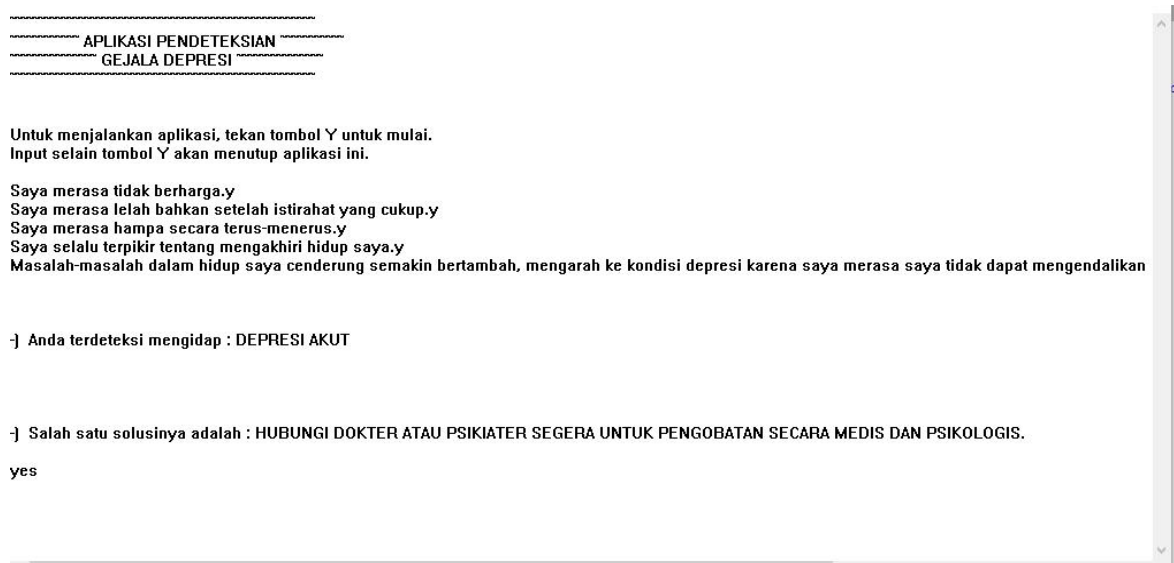 ~~~~~~~~~~~~~~~~~~~~~~~~~~~~~~~~~~~~~~~~~~~~
~~~~~~~~~~ APLIKASI PENDETEKSIAN ~~~~~~~~~
~~~~~~~~~~~~ GEJALA DEPRESI ~~~~~~~~~~~~
~~~~~~~~~~~~~~~~~~~~~~~~~~~~~~~~~~~~~~~~~~~~
Untuk menjalankan aplikasi, tekan tombol Y untuk mulai.
Input selain tombol Y akan menutup aplikasi ini.
Saya merasa tidak berharga.y
Saya merasa lelah bahkan setelah istirahat yang cukup.y
Saya merasa hampa secara terus-menerus.y
Saya selalu terpikir tentang mengakhiri hidup saya.y
Masalah-masalah dalam hidup saya cenderung semakin bertambah, mengarah ke kondisi depresi karena saya merasa saya tidak dapat mengendalikan
-) Anda terdeteksi mengidap : DEPRESI AKUT
-) Salah satu solusinya adalah : HUBUNGI DOKTER ATAU PSIKIATER SEGERA UNTUK PENGOBATAN SECARA MEDIS DAN PSIKOLOGIS.
yes